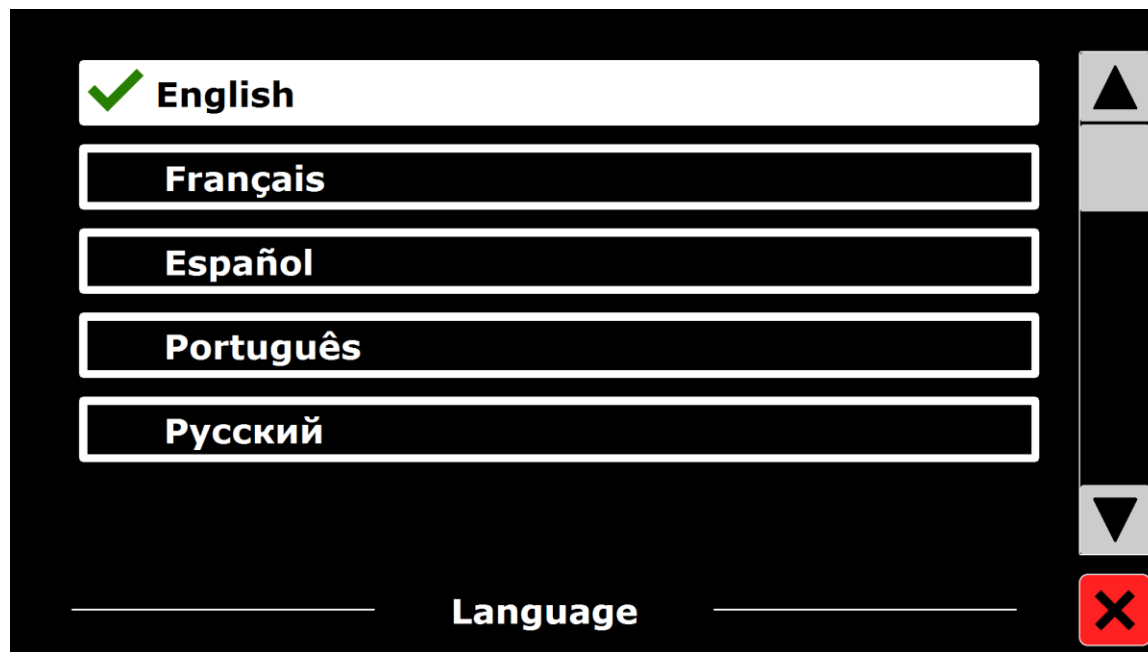 English
Français
Español
Português
Русский
Language